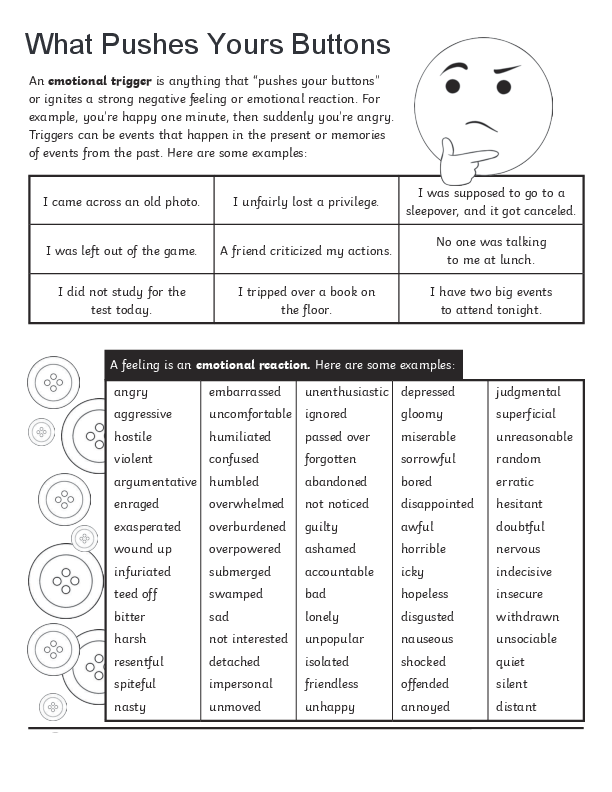 What Pushes Yours Buttons
An emotional trigger is anything that "pushes your buttons"
or ignites a strong negative feeling or emotional reaction. For
example, you're happy one minute, then suddenly you're angry.
Triggers can be events that happen in the present or memories
of events from the past. Here are some examples:
I came across an old photo.
I unfairly lost a privilege.
I was supposed to go to a
sleepover, and it got canceled.
I was left out of the game.
A friend criticized my actions.
No one was talking
to me at lunch.
I did not study for the
test today.
I tripped over a book on
the floor.
I have two big events
to attend tonight.
A feeling is an emotional reaction. Here are some examples:
angry
aggressive
hostile
violent
argumentative
enraged
exasperated
wound up
infuriated
teed off
bitter
harsh
resentful
spiteful
nasty
embarrassed
uncomfortable
humiliated
confused
humbled
overwhelmed
overburdened
overpowered
submerged
swamped
sad
not interested
detached
impersonal
unmoved
unenthusiastic
ignored
passed over
forgotten
abandoned
not noticed
guilty
ashamed
accountable
bad
lonely
unpopular
isolated
friendless
unhappy
depressed
gloomy
miserable
sorrowful
bored
disappointed
awful
horrible
icky
hopeless
disgusted
nauseous
shocked
offended
annoyed
judgmental
superficial
unreasonable
random
erratic
hesitant
doubtful
nervous
indecisive
insecure
withdrawn
unsociable
quiet
silent
distant